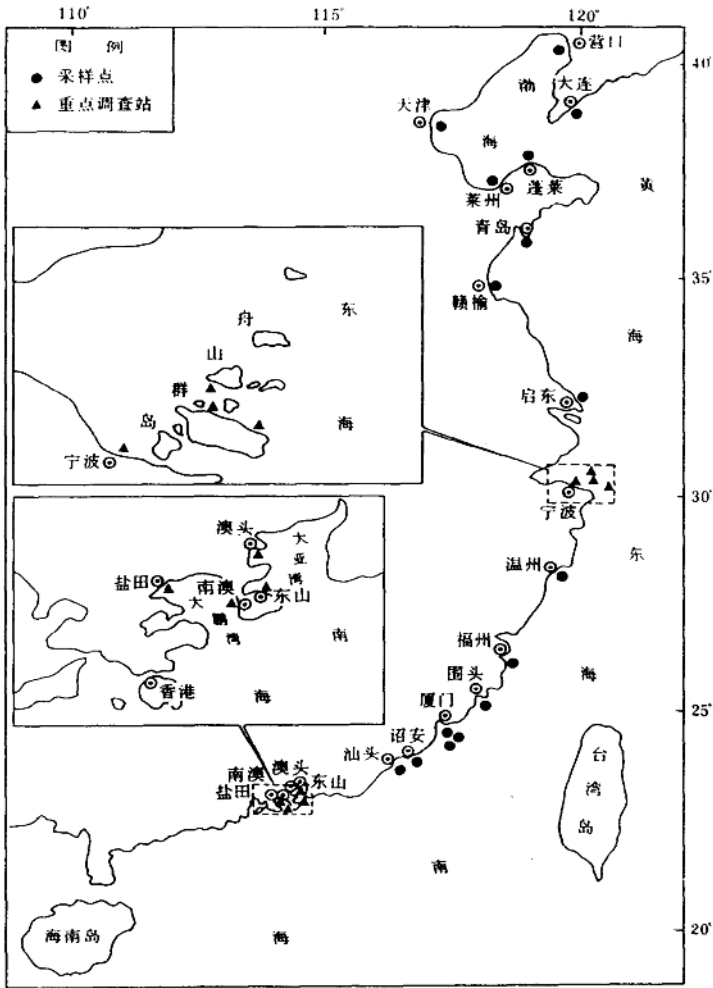 110°
115°
120°
图 例
● 采样点
▲ 重点调查站
营口
40°
渤
海
大连
天津
莱州
蓬莱
黄
海
青岛
赣榆
35°
启东
舟
山
群
岛
东
海
宁波
30°
宁波
温州
东
海
澳头
大
亚
湾
盐田
南澳
东山
大
鹏
湾
南
海
香港
福州
围头
厦门
25°
诏安
汕头
台
湾
岛
南澳
澳头
东山
盐田
南
海
海南岛
20°